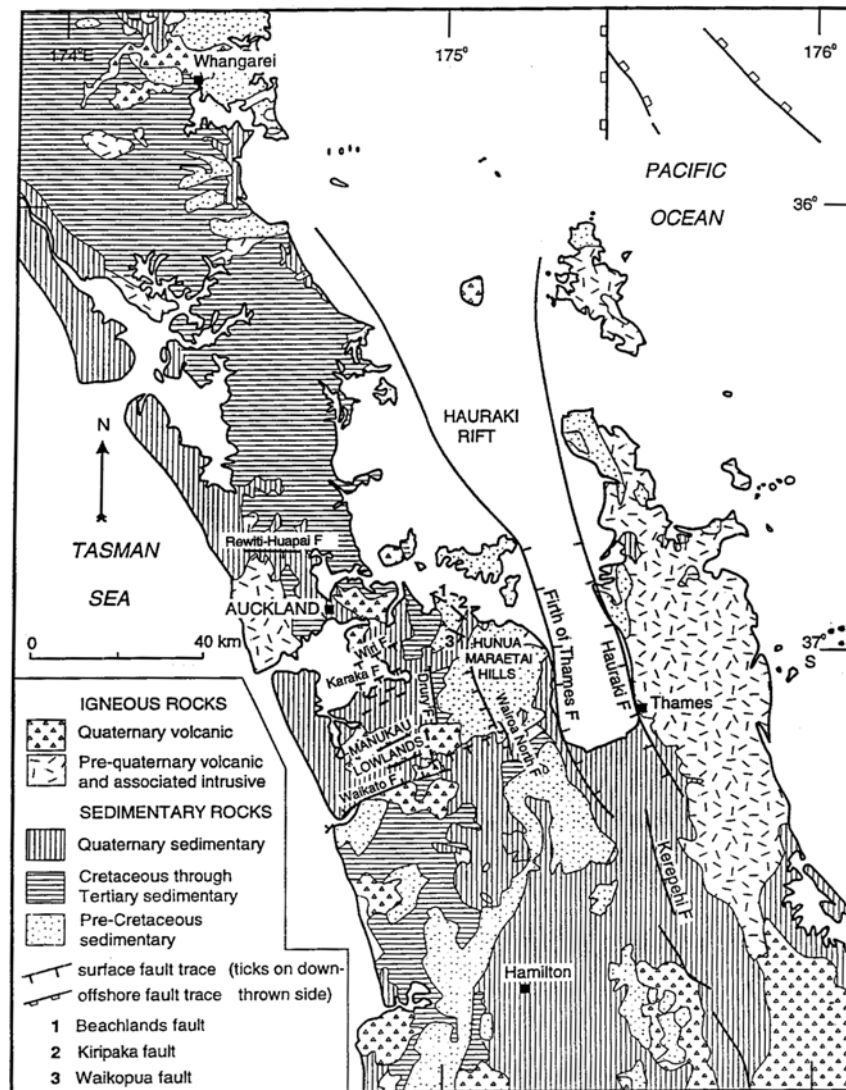 174°E
175°
176°
Whangarei
PACIFIC
OCEAN
36°
HAURAKI
RIFT
N
TASMAN
SEA
Rewiti-Huapai F
AUCKLAND
0 40 km
1
2
3
Wiri F
Karaka F
Drury F
HUNUA
MARAETAI
HILLS
Firth of Thames F
Hauraki F
37°
S
Thames
MANUKAU
LOWLANDS
Wairoa North F
Waikato F
Kerepehi F
Hamilton
IGNEOUS ROCKS
Quaternary volcanic
Pre-quaternary volcanic
and associated intrusive
SEDIMENTARY ROCKS
Quaternary sedimentary
Cretaceous through
Tertiary sedimentary
Pre-Cretaceous
sedimentary
surface fault trace (ticks on down-
offshore fault trace thrown side)
1 Beachlands fault
2 Kiripaka fault
3 Waikopua fault